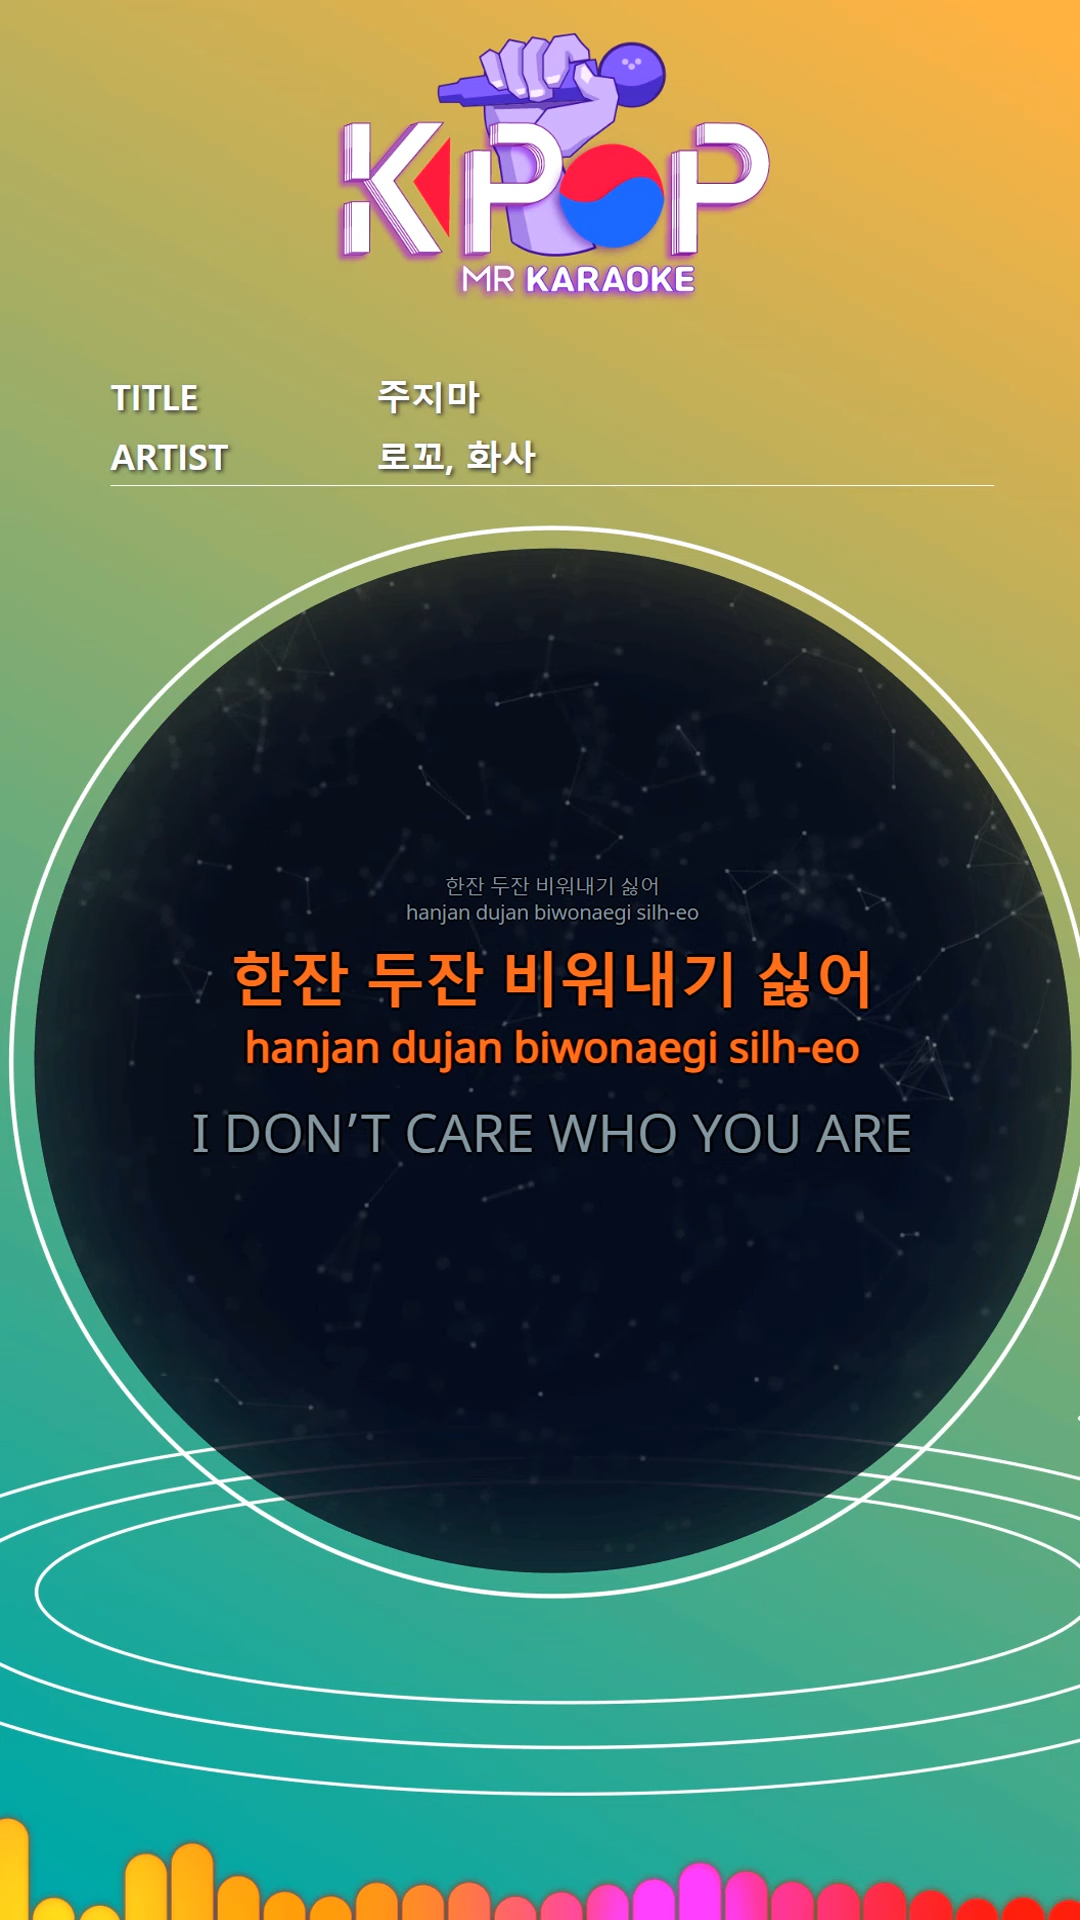 KPOP
MR KARAOKE
TITLE 주지마
ARTIST 로꼬, 화사
한잔 두잔 비워내기 싫어
hanjan dujan biwonaegi silh-eo
한잔 두잔 비워내기 싫어
hanjan dujan biwonaegi silh-eo
I DON’T CARE WHO YOU ARE